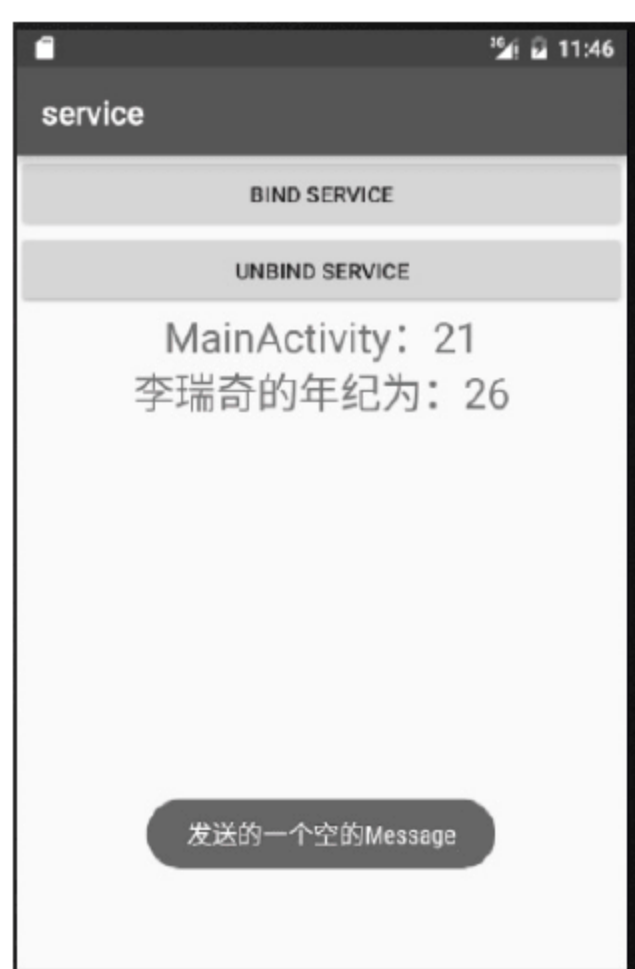 3G 11:46
service
BIND SERVICE
UNBIND SERVICE
MainActivity：21
李瑞奇的年纪为：26
发送的一个空的Message